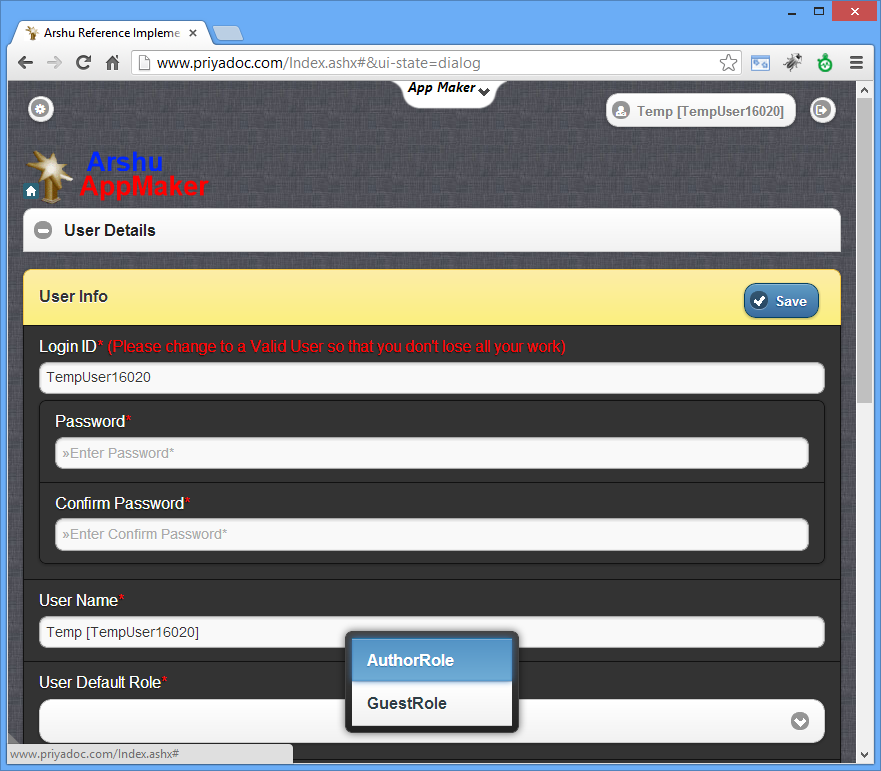 Arshu Reference Impleme
www.priyadoc.com/Index.ashx#&ui-state=dialog
App Maker
Temp [TempUser16020]
Arshu
AppMaker
User Details
User Info
Save
Login ID* (Please change to a Valid User so that you don't lose all your work)
TempUser16020
Password*
»Enter Password*
Confirm Password*
»Enter Confirm Password*
User Name*
Temp [TempUser16020]
AuthorRole
User Default Role*
GuestRole
www.priyadoc.com/Index.ashx#